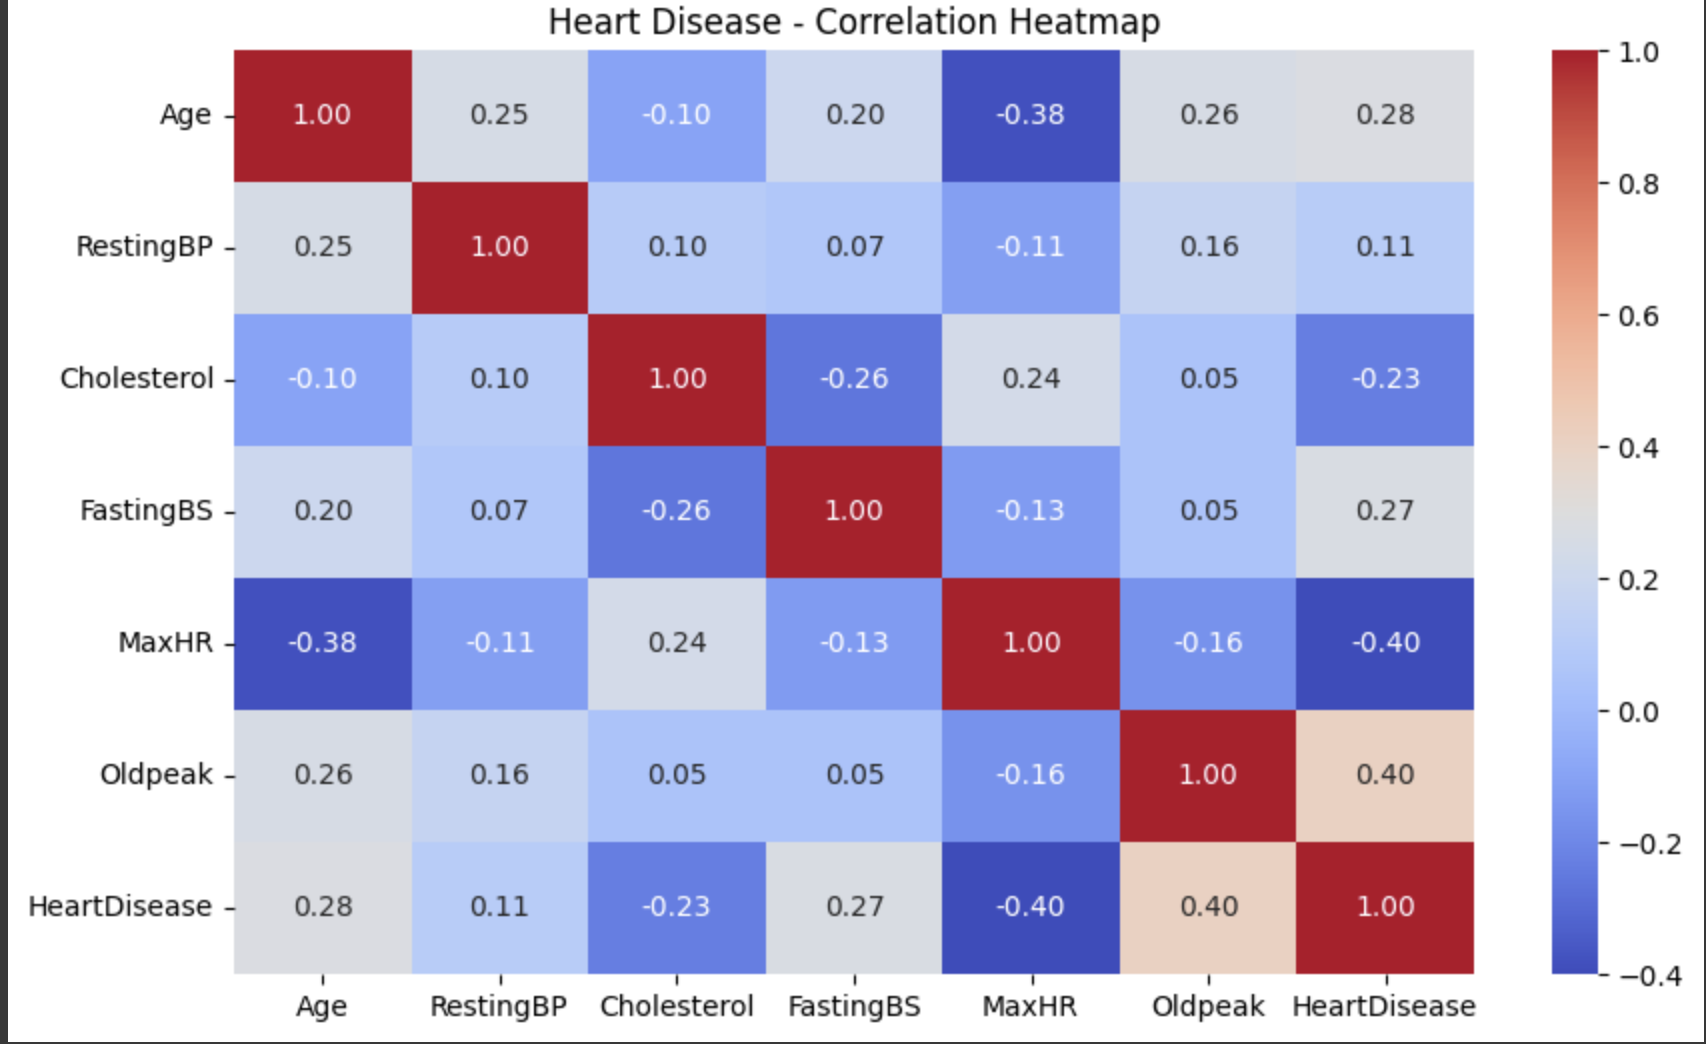 Heart Disease - Correlation Heatmap
Age 1.00 0.25 -0.10 0.20 -0.38 0.26 0.28
RestingBP 0.25 1.00 0.10 0.07 -0.11 0.16 0.11
Cholesterol -0.10 0.10 1.00 -0.26 0.24 0.05 -0.23
FastingBS 0.20 0.07 -0.26 1.00 -0.13 0.05 0.27
MaxHR -0.38 -0.11 0.24 -0.13 1.00 -0.16 -0.40
Oldpeak 0.26 0.16 0.05 0.05 -0.16 1.00 0.40
HeartDisease 0.28 0.11 -0.23 0.27 -0.40 0.40 1.00
Age RestingBP Cholesterol FastingBS MaxHR Oldpeak HeartDisease
1.0
0.8
0.6
0.4
0.2
0.0
−0.2
−0.4